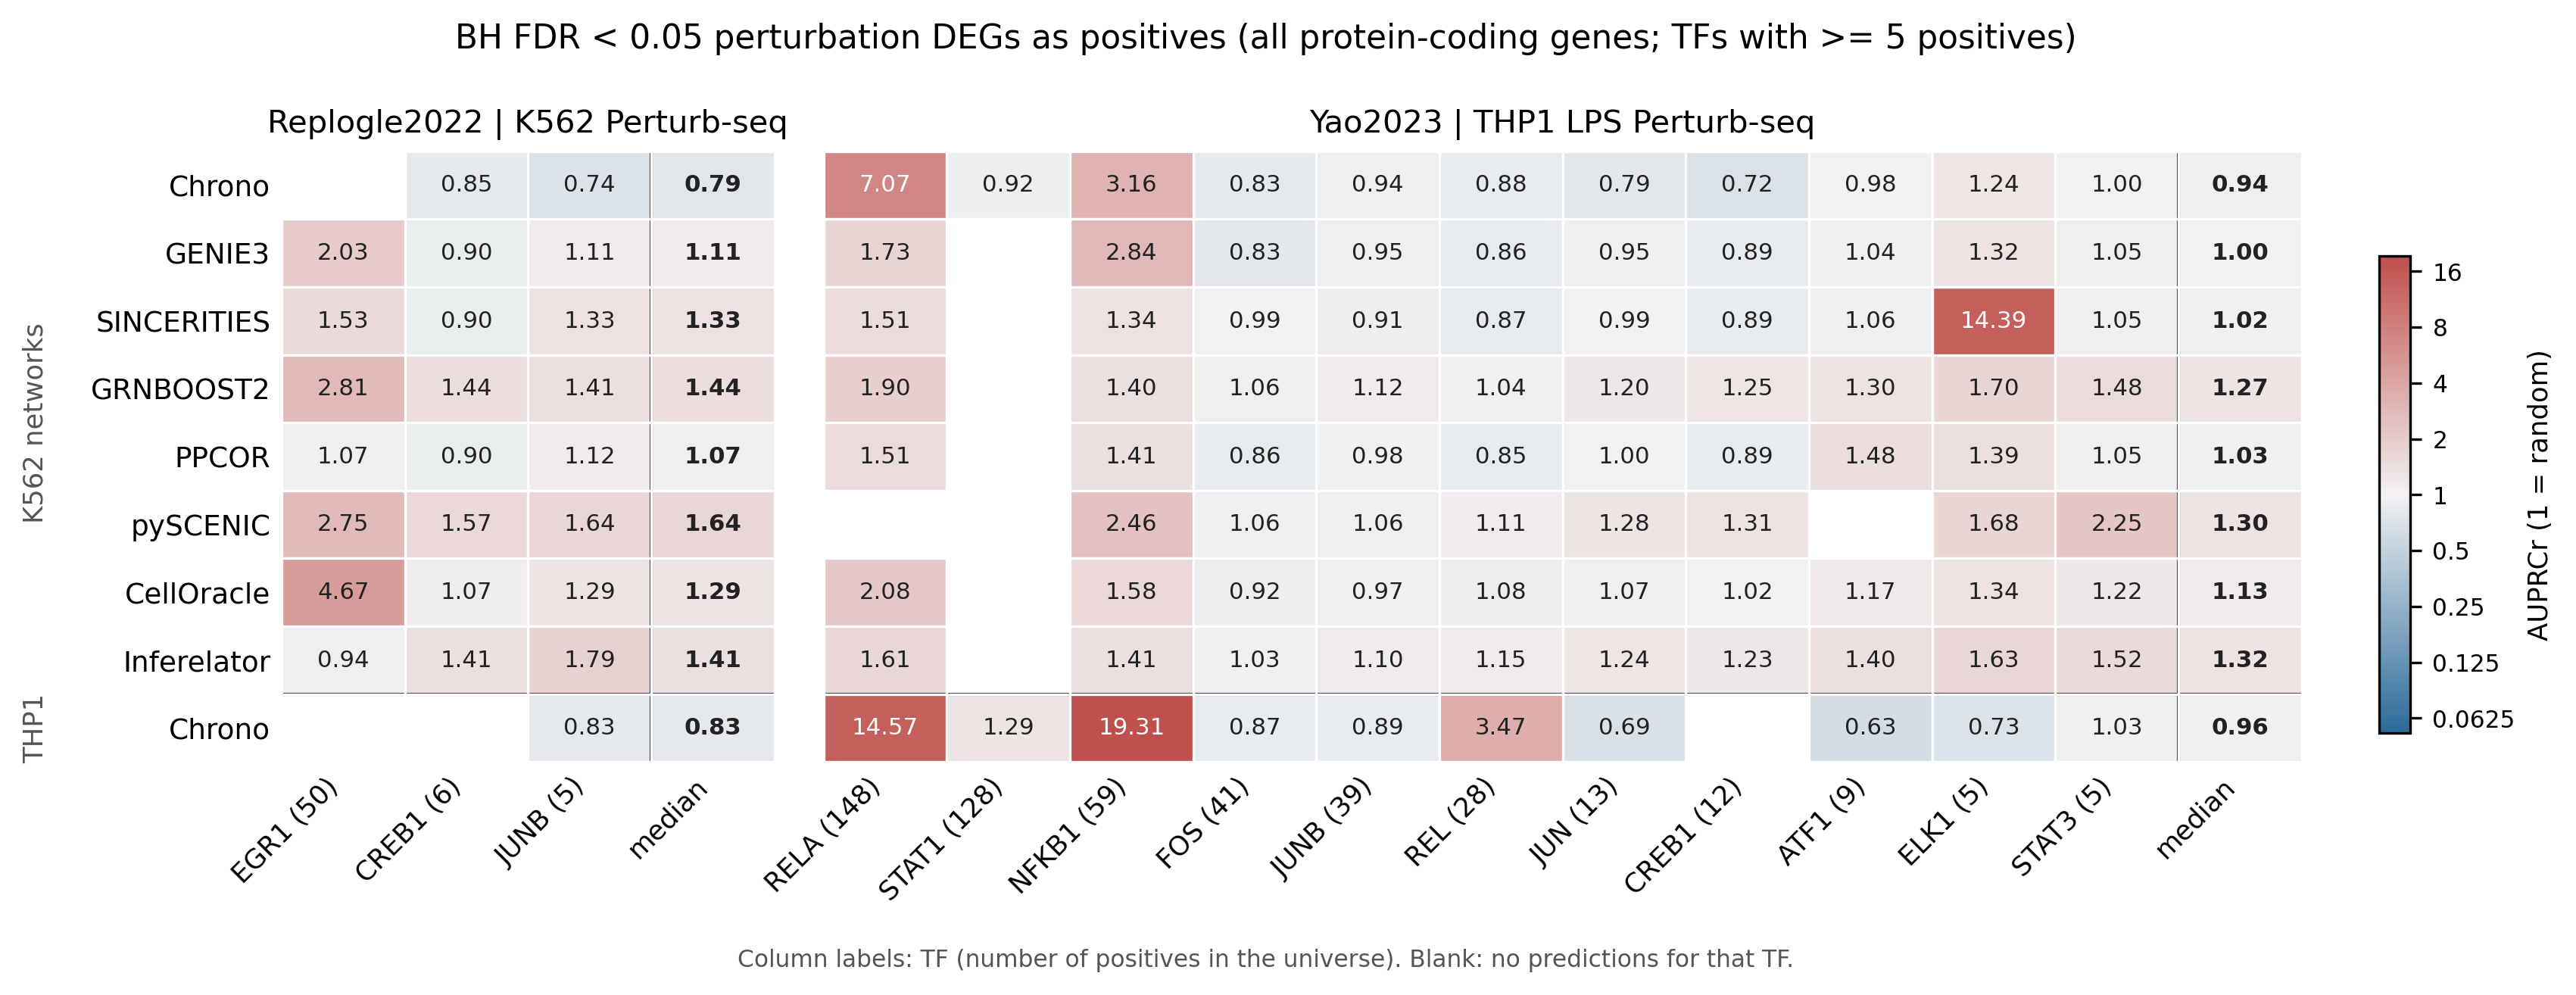 BH FDR < 0.05 perturbation DEGs as positives (all protein-coding genes; TFs with >= 5 positives)
Replogle2022 | K562 Perturb-seq
Yao2023 | THP1 LPS Perturb-seq
K562 networks
Chrono 0.85 0.74 0.79 7.07 0.92 3.16 0.83 0.94 0.88 0.79 0.72 0.98 1.24 1.00 0.94
GENIE3 2.03 0.90 1.11 1.11 1.73 2.84 0.83 0.95 0.86 0.95 0.89 1.04 1.32 1.05 1.00
SINCERITIES 1.53 0.90 1.33 1.33 1.51 1.34 0.99 0.91 0.87 0.99 0.89 1.06 14.39 1.05 1.02
GRNBOOST2 2.81 1.44 1.41 1.44 1.90 1.40 1.06 1.12 1.04 1.20 1.25 1.30 1.70 1.48 1.27
PPCOR 1.07 0.90 1.12 1.07 1.51 1.41 0.86 0.98 0.85 1.00 0.89 1.48 1.39 1.05 1.03
pySCENIC 2.75 1.57 1.64 1.64 2.46 1.06 1.06 1.11 1.28 1.31 1.68 2.25 1.30
CellOracle 4.67 1.07 1.29 1.29 2.08 1.58 0.92 0.97 1.08 1.07 1.02 1.17 1.34 1.22 1.13
Inferelator 0.94 1.41 1.79 1.41 1.61 1.41 1.03 1.10 1.15 1.24 1.23 1.40 1.63 1.52 1.32
THP1
Chrono 0.83 0.83 14.57 1.29 19.31 0.87 0.89 3.47 0.69 0.63 0.73 1.03 0.96
EGR1 (50) CREB1 (6) JUNB (5) median RELA (148) STAT1 (128) NFKB1 (59) FOS (41) JUNB (39) REL (28) JUN (13) CREB1 (12) ATF1 (9) ELK1 (5) STAT3 (5) median
16
8
4
2
1
0.5
0.25
0.125
0.0625
AUPRCr (1 = random)
Column labels: TF (number of positives in the universe). Blank: no predictions for that TF.